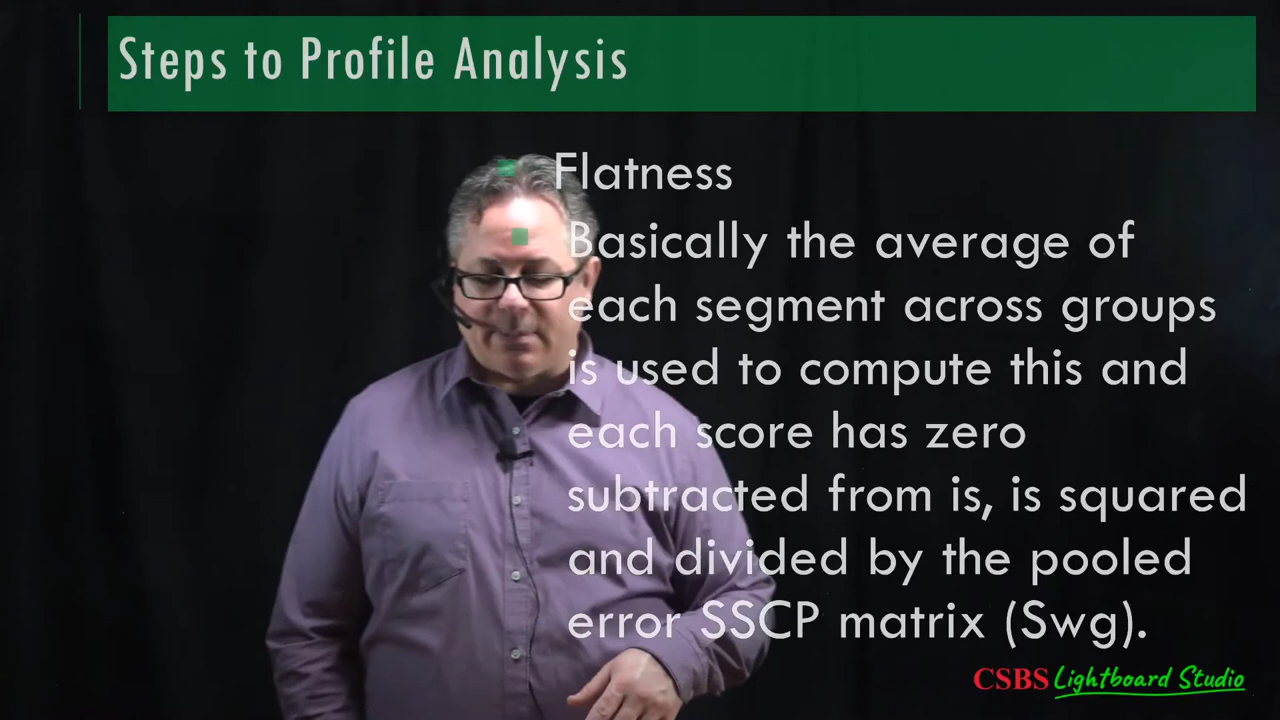 Steps to Profile Analysis
Flatness
Basically the average of
each segment across groups
is used to compute this and
each score has zero
subtracted from is, is squared
and divided by the pooled
error SSCP matrix (Swg).
CSBS Lightboard Studio